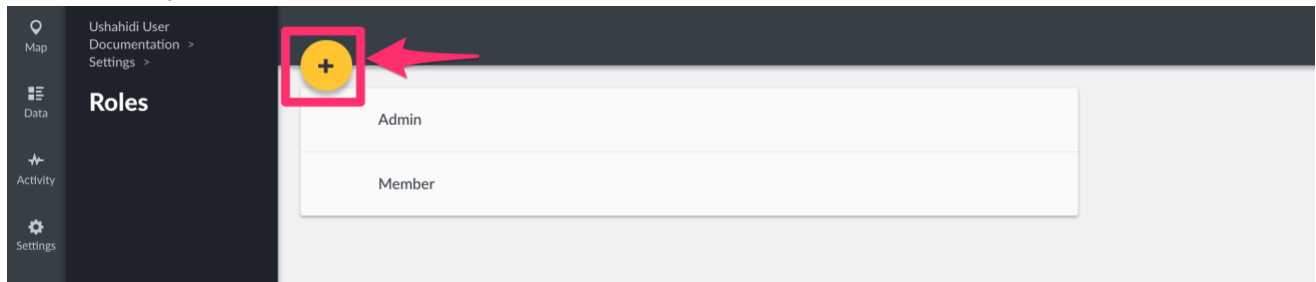 Map
Data
Activity
Settings
Ushahidi User
Documentation >
Settings >
Roles
+
Admin
Member